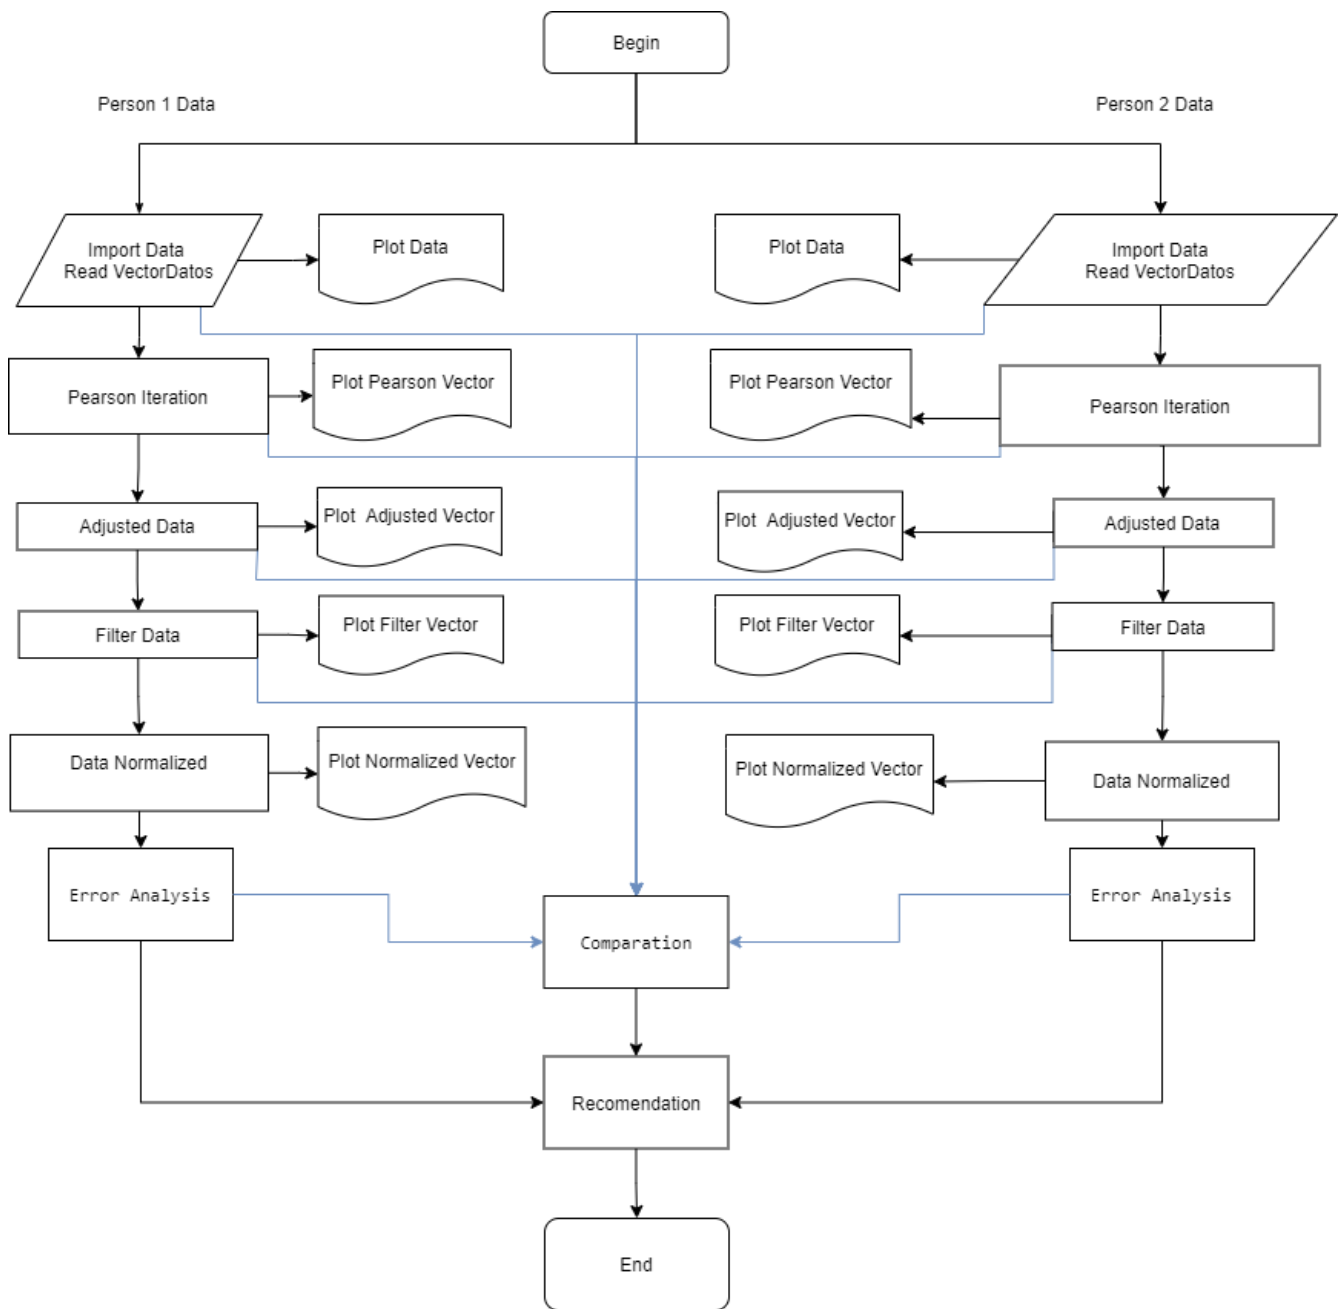 Begin
Person 1 Data
Person 2 Data
Import Data
Read VectorDatos
Plot Data
Plot Data
Import Data
Read VectorDatos
Pearson Iteration
Plot Pearson Vector
Plot Pearson Vector
Pearson Iteration
Adjusted Data
Plot  Adjusted Vector
Plot  Adjusted Vector
Adjusted Data
Filter Data
Plot Filter Vector
Plot Filter Vector
Filter Data
Data Normalized
Plot Normalized Vector
Plot Normalized Vector
Data Normalized
Error Analysis
Error Analysis
Comparation
Recomendation
End